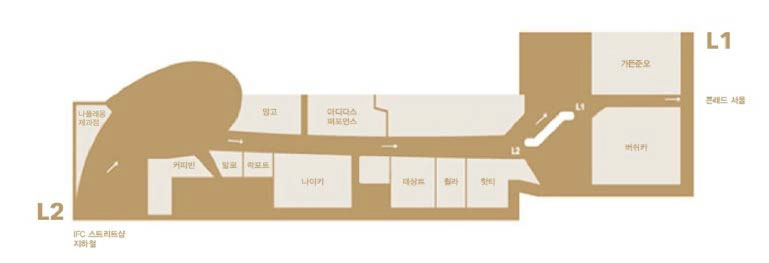 L1
가든준오
콘래드 서울
L1
버쉬카
L2
나폴레옹
제과점
망고
아디다스
퍼포먼스
커피빈
알로
락포트
나이키
데상트
휠라
핫티
L2
IFC 스트리트샵
지하철